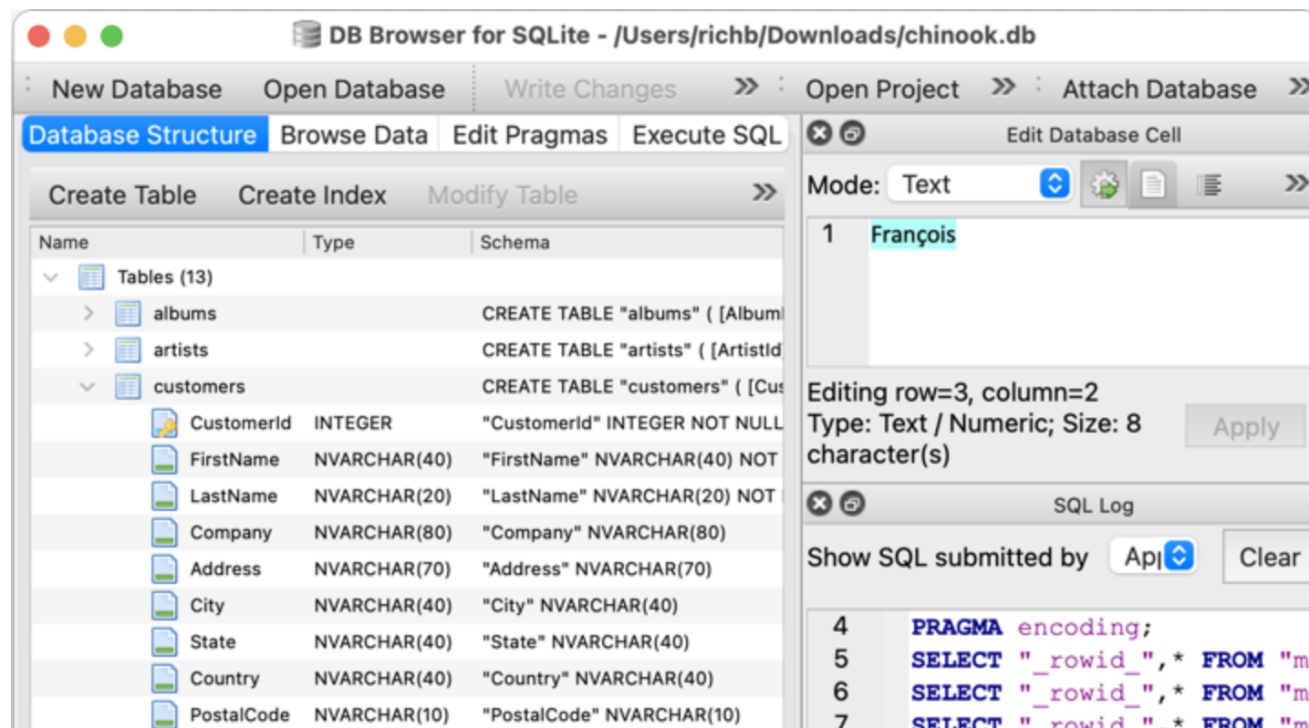 DB Browser for SQLite - /Users/richb/Downloads/chinook.db
New Database Open Database Write Changes » Open Project » Attach Database »
Database Structure Browse Data Edit Pragmas Execute SQL
Create Table Create Index Modify Table »
Name Type Schema
Tables (13)
albums CREATE TABLE "albums" ( [Album
artists CREATE TABLE "artists" ( [ArtistId
customers CREATE TABLE "customers" ( [Cus
CustomerId INTEGER "CustomerId" INTEGER NOT NULL
FirstName NVARCHAR(40) "FirstName" NVARCHAR(40) NOT
LastName NVARCHAR(20) "LastName" NVARCHAR(20) NOT
Company NVARCHAR(80) "Company" NVARCHAR(80)
Address NVARCHAR(70) "Address" NVARCHAR(70)
City NVARCHAR(40) "City" NVARCHAR(40)
State NVARCHAR(40) "State" NVARCHAR(40)
Country NVARCHAR(40) "Country" NVARCHAR(40)
PostalCode NVARCHAR(10) "PostalCode" NVARCHAR(10)
Edit Database Cell
Mode: Text »
1 François
Editing row=3, column=2
Type: Text / Numeric; Size: 8
character(s)
Apply
SQL Log
Show SQL submitted by Ap Clear
4 PRAGMA encoding;
5 SELECT "_rowid_",* FROM "m
6 SELECT "_rowid_",* FROM "m
7 SELECT "_rowid_",* FROM "m